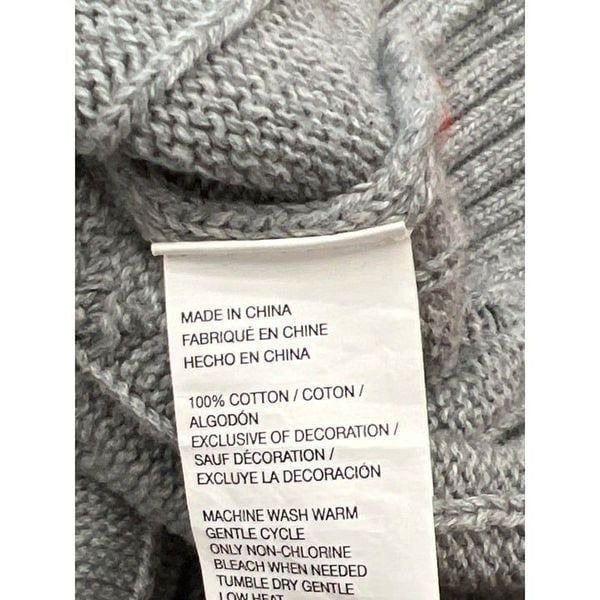 MADE IN CHINA
FABRIQUÉ EN CHINE
HECHO EN CHINA
100% COTTON / COTON /
ALGODÓN
EXCLUSIVE OF DECORATION /
SAUF DÉCORATION /
EXCLUYE LA DECORACIÓN
MACHINE WASH WARM
GENTLE CYCLE
ONLY NON-CHLORINE
BLEACH WHEN NEEDED
TUMBLE DRY GENTLE
LOW HEAT